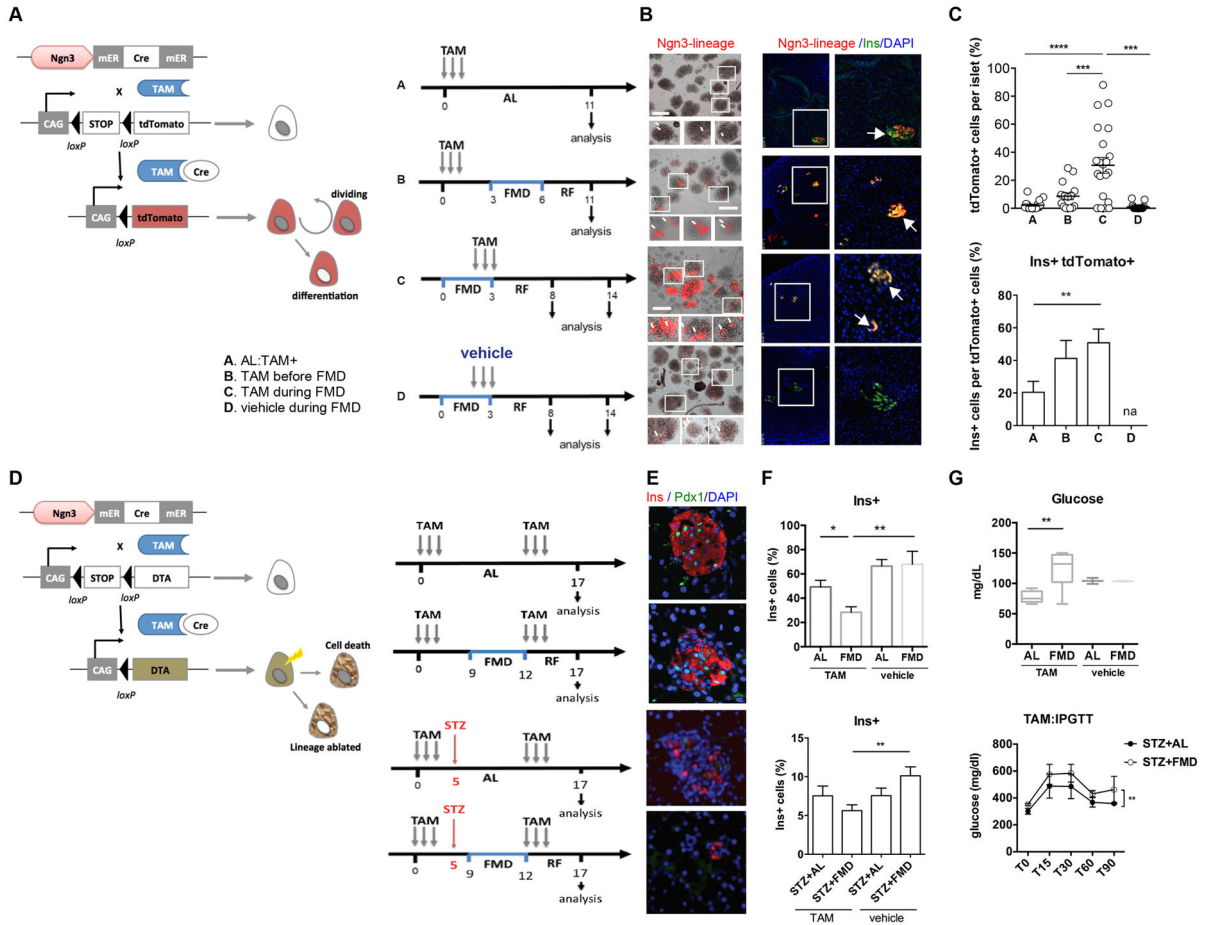 A
Ngn3 mER Cre mER
x TAM
CAG STOP tdTomato
loxP loxP
TAM Cre
CAG tdTomato
loxP
dividing
differentiation
A. AL:TAM+
B. TAM before FMD
C. TAM during FMD
D. viehicle during FMD
TAM
A
0 AL 11
analysis
TAM
B
0 3 FMD 6 RF 11
analysis
TAM
C
0 FMD 3 RF 8 14
analysis
vehicle
D
0 FMD 3 RF 8 14
analysis
B
Ngn3-lineage
Ngn3-lineage /Ins/DAPI
C
tdTomato+ cells per islet (%)
**** *** ***
100
80
60
40
20
0
A B C D
Ins+ tdTomato+
Ins+ cells per tdTomato+ cells (%)
**
80
60
40
20
0
na
A B C D
D
Ngn3 mER Cre mER
x TAM
CAG STOP DTA
loxP loxP
TAM Cre
CAG DTA
loxP
Cell death
Lineage ablated
TAM TAM
0 AL 17
analysis
TAM TAM
0 9 FMD 12 RF 17
analysis
STZ
TAM TAM
0 5 AL 17
analysis
STZ
TAM TAM
0 5 9 FMD 12 RF 17
analysis
E
Ins / Pdx1/DAPI
F
Ins+
Ins+ cells (%)
* **
100
80
60
40
20
0
AL FMD AL FMD
TAM vehicle
Ins+
Ins+ cells (%)
**
15
10
5
0
STZ+AL STZ+FMD STZ+AL STZ+FMD
TAM vehicle
G
Glucose
mg/dL
**
200
150
100
50
0
AL FMD AL FMD
TAM vehicle
TAM:IPGTT
glucose (mg/dl)
800
600
400
200
0
T0 T15 T30 T60 T90
STZ+AL
STZ+FMD
**